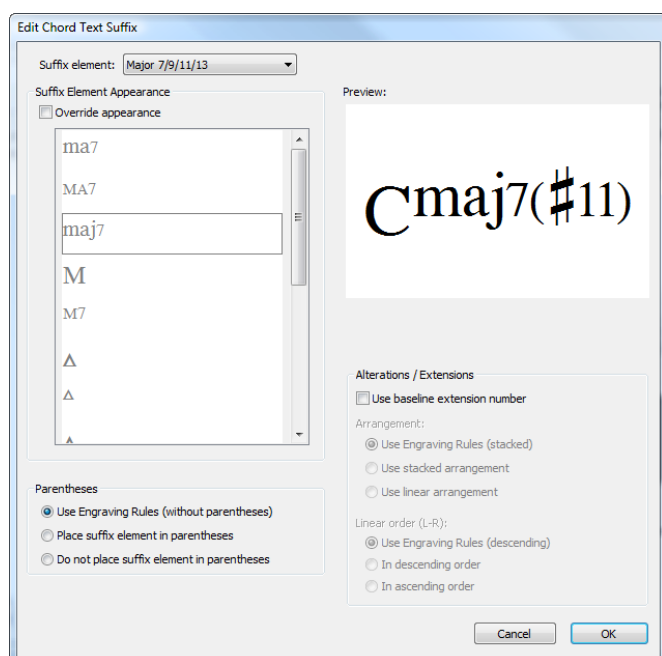 Edit Chord Text Suffix
Suffix element: Major 7/9/11/13
Suffix Element Appearance
Override appearance
ma7
MA7
maj7
M
M7
Δ
Δ
Preview:
Cmaj7(♯11)
Alterations / Extensions
Use baseline extension number
Arrangement:
Use Engraving Rules (stacked)
Use stacked arrangement
Use linear arrangement
Linear order (L-R):
Use Engraving Rules (descending)
In descending order
In ascending order
Parentheses
Use Engraving Rules (without parentheses)
Place suffix element in parentheses
Do not place suffix element in parentheses
Cancel OK